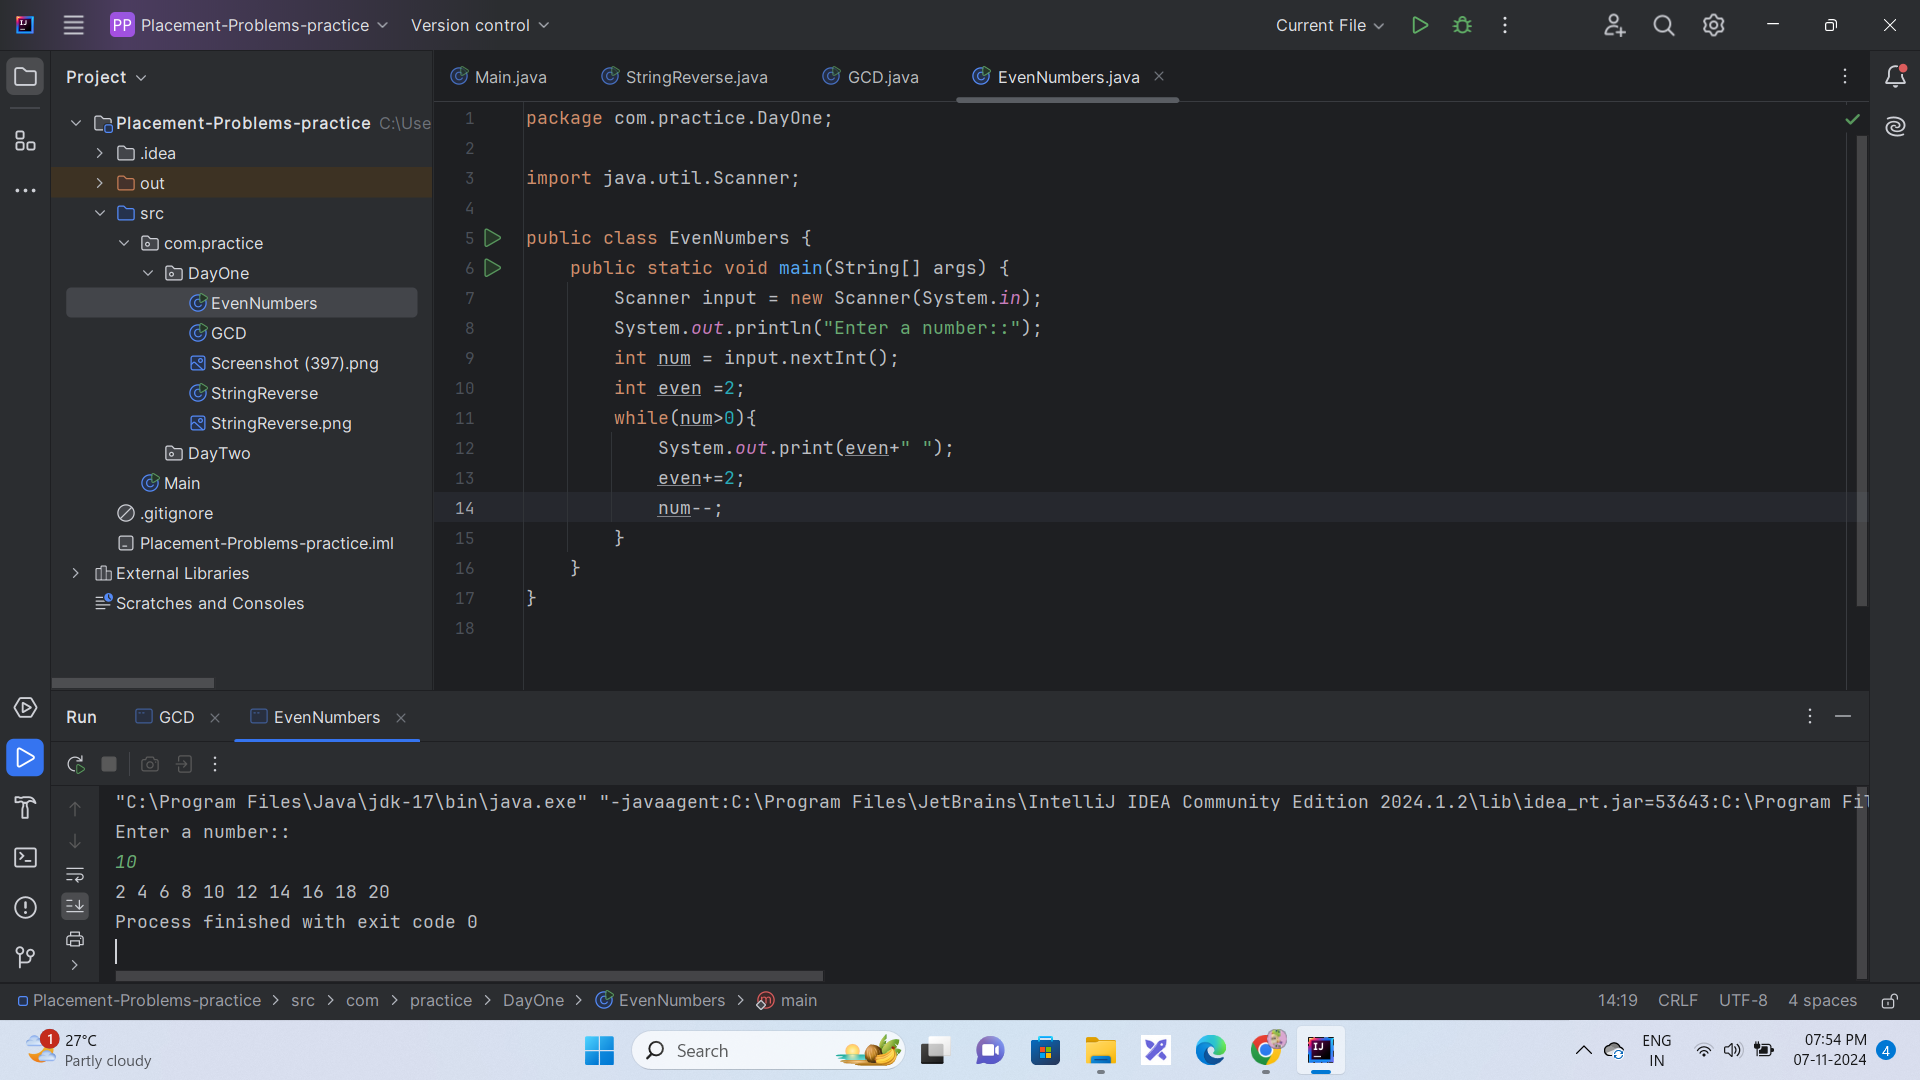 PP Placement-Problems-practice Version control Current File
Project Main.java StringReverse.java GCD.java EvenNumbers.java
Placement-Problems-practice C:\Use
.idea
out
src
com.practice
DayOne
EvenNumbers
GCD
Screenshot (397).png
StringReverse
StringReverse.png
DayTwo
Main
.gitignore
Placement-Problems-practice.iml
External Libraries
Scratches and Consoles
1 package com.practice.DayOne;
2
3 import java.util.Scanner;
4
5 public class EvenNumbers {
6 public static void main(String[] args) {
7 Scanner input = new Scanner(System.in);
8 System.out.println("Enter a number::");
9 int num = input.nextInt();
10 int even =2;
11 while(num>0){
12 System.out.print(even+" ");
13 even+=2;
14 num--;
15 }
16 }
17 }
18
Run GCD EvenNumbers
"C:\Program Files\Java\jdk-17\bin\java.exe" "-javaagent:C:\Program Files\JetBrains\IntelliJ IDEA Community Edition 2024.1.2\lib\idea_rt.jar=53643:C:\Program Fil
Enter a number::
10
2 4 6 8 10 12 14 16 18 20
Process finished with exit code 0
Placement-Problems-practice > src > com > practice > DayOne > EvenNumbers > main 14:19 CRLF UTF-8 4 spaces
1 27°C
Partly cloudy
Search
ENG
IN
07:54 PM
07-11-2024
4